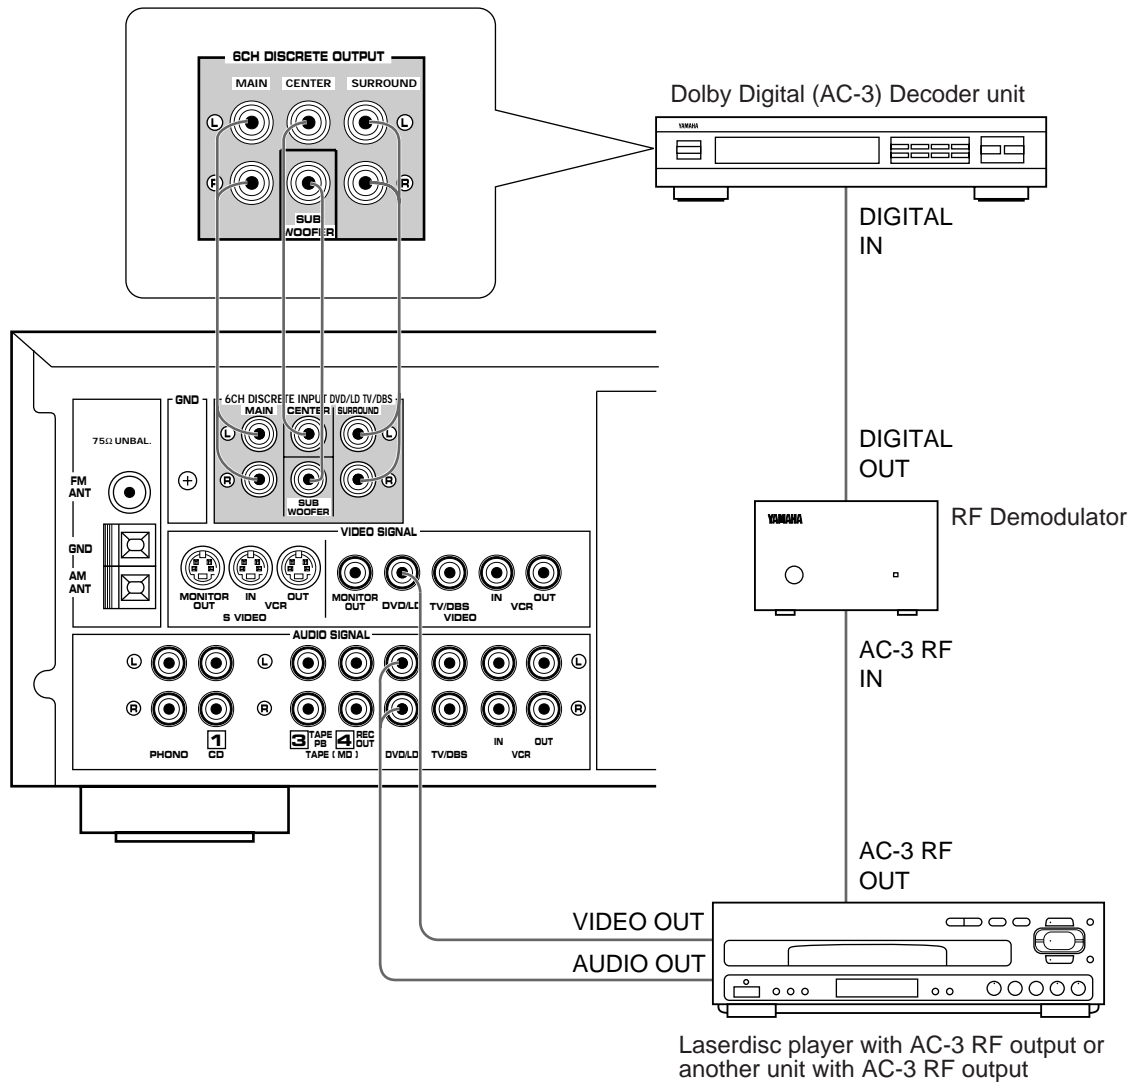 6CH DISCRETE OUTPUT
MAIN CENTER SURROUND
L L
R R
SUB
WOOFER
Dolby Digital (AC-3) Decoder unit
YAMAHA
DIGITAL
IN
DIGITAL
OUT
YAMAHA
RF Demodulator
AC-3 RF
IN
AC-3 RF
OUT
GND
6CH DISCRETE INPUT DVD/LD TV/DBS
MAIN CENTER SURROUND
L L
R R
SUB
WOOFER
75Ω UNBAL.
FM
ANT
GND
AM
ANT
VIDEO SIGNAL
MONITOR
OUT
IN
OUT
VCR
S VIDEO
MONITOR
OUT
DVD/LD
TV/DBS
IN
OUT
VCR
VIDEO
AUDIO SIGNAL
L L L
R R R
PHONO
1
CD
3 TAPE
PB
4 REC
OUT
TAPE (MD)
DVD/LD
TV/DBS
IN
OUT
VCR
VIDEO OUT
AUDIO OUT
Laserdisc player with AC-3 RF output or
another unit with AC-3 RF output